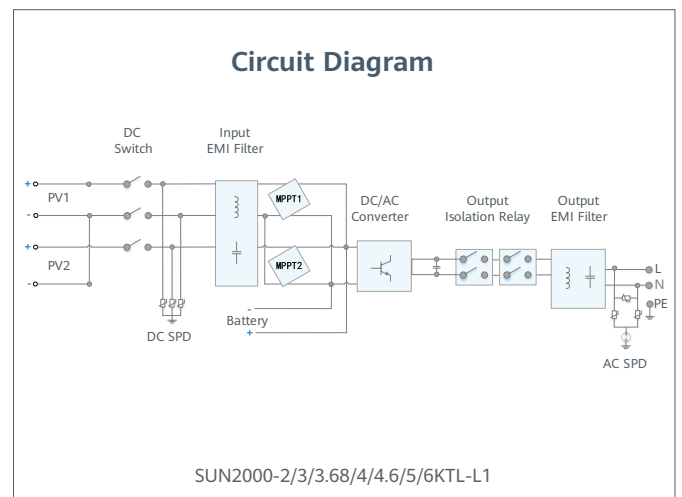 Circuit Diagram
DC
Switch
Input
EMI Filter
+
PV1
-
+
PV2
-
MPPT1
MPPT2
DC/AC
Converter
Output
Isolation Relay
Output
EMI Filter
L
N
PE
-
Battery
+
DC SPD
AC SPD
SUN2000-2/3/3.68/4/4.6/5/6KTL-L1